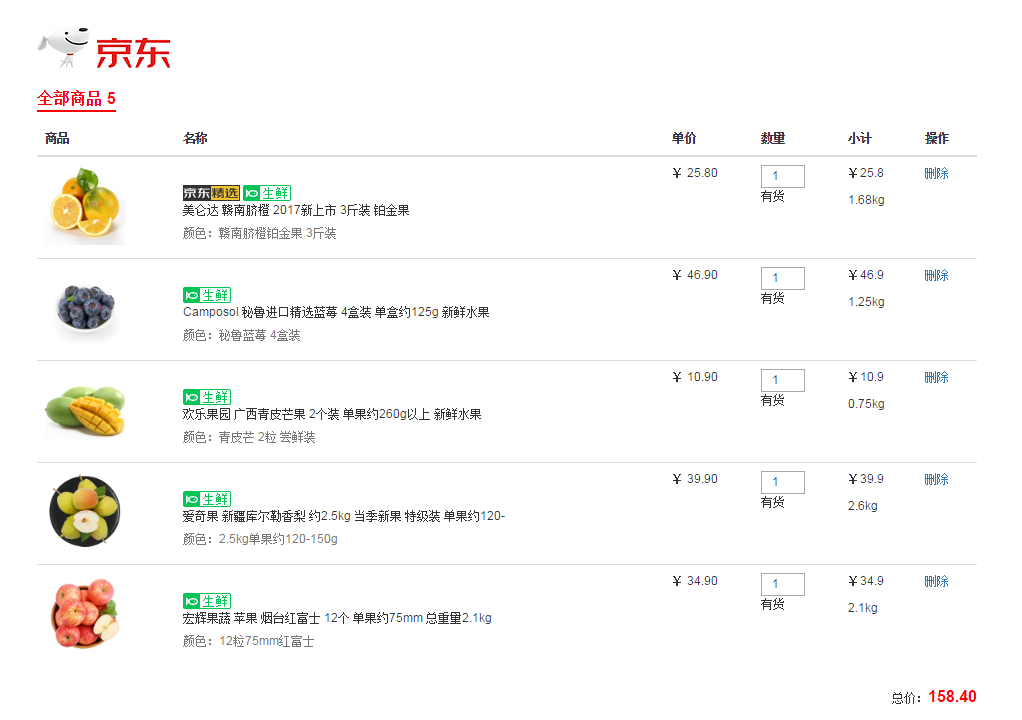 京东
全部商品 5
商品 名称 单价 数量 小计 操作
京东精选 生鲜
美仑达 赣南脐橙 2017新上市 3斤装 铂金果
颜色：赣南脐橙铂金果 3斤装
¥ 25.80 1 ¥ 25.8 删除
有货 1.68kg
生鲜
Camposol 秘鲁进口精选蓝莓 4盒装 单盒约125g 新鲜水果
颜色：秘鲁蓝莓 4盒装
¥ 46.90 1 ¥ 46.9 删除
有货 1.25kg
生鲜
欢乐果园 广西青皮芒果 2个装 单果约260g以上 新鲜水果
颜色：青皮芒 2粒 尝鲜装
¥ 10.90 1 ¥ 10.9 删除
有货 0.75kg
生鲜
爱奇果 新疆库尔勒香梨 约2.5kg 当季新果 特级装 单果约120-
颜色：2.5kg单果约120-150g
¥ 39.90 1 ¥ 39.9 删除
有货 2.6kg
生鲜
宏辉果蔬 苹果 烟台红富士 12个 单果约75mm 总重量2.1kg
颜色：12粒75mm红富士
¥ 34.90 1 ¥ 34.9 删除
有货 2.1kg
总价：158.40